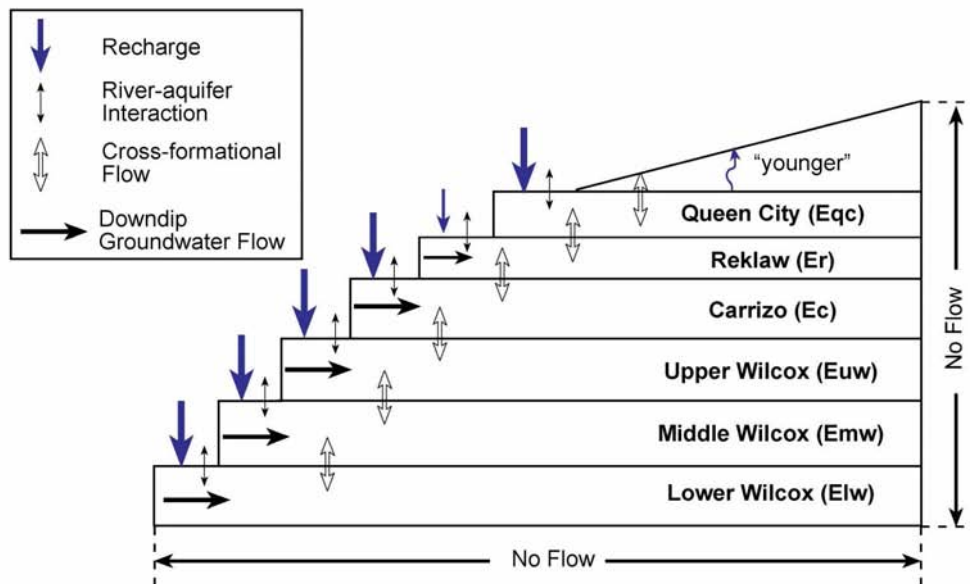 Recharge
River-aquifer
Interaction
Cross-formational
Flow
Downdip
Groundwater Flow
"younger"
Queen City (Eqc)
Reklaw (Er)
Carrizo (Ec)
Upper Wilcox (Euw)
Middle Wilcox (Emw)
Lower Wilcox (Elw)
No Flow
No Flow